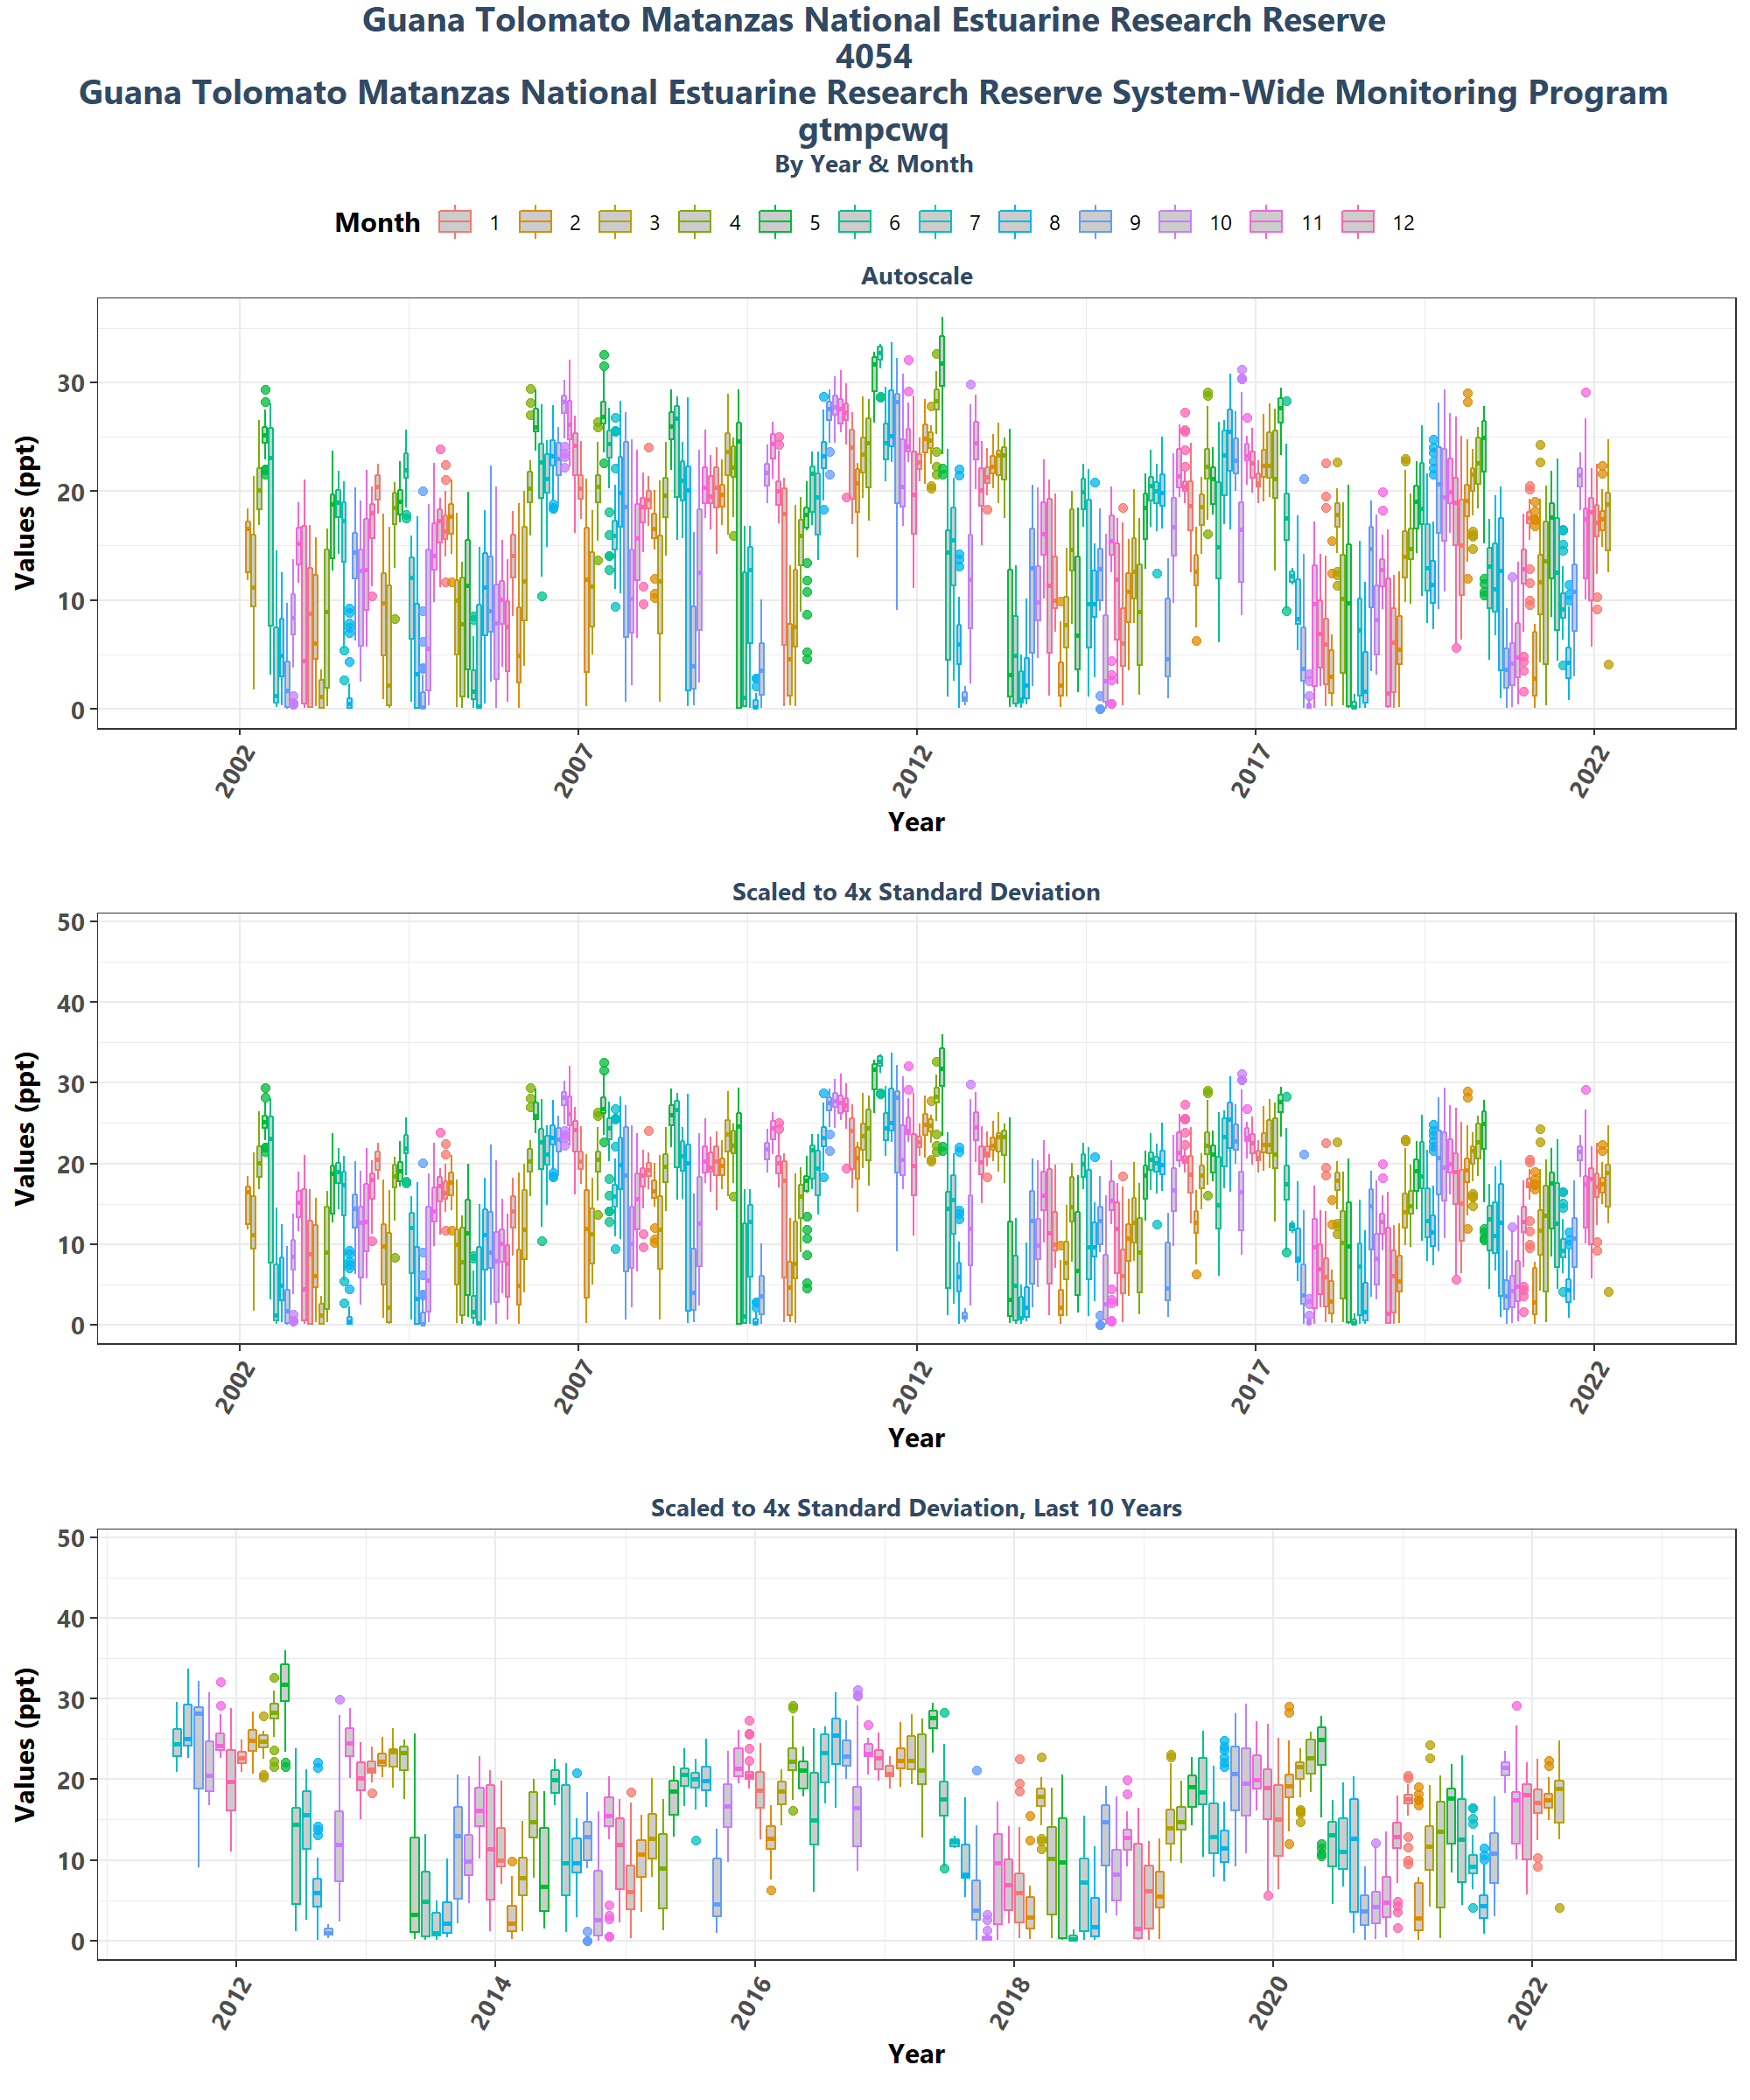 Guana Tolomato Matanzas National Estuarine Research Reserve
4054
Guana Tolomato Matanzas National Estuarine Research Reserve System-Wide Monitoring Program
gtmpcwq
By Year & Month
Month 1 2 3 4 5 6 7 8 9 10 11 12
Autoscale
Values (ppt)
30
20
10
0
2002 2007 2012 2017 2022
Year
Scaled to 4x Standard Deviation
Values (ppt)
50
40
30
20
10
0
2002 2007 2012 2017 2022
Year
Scaled to 4x Standard Deviation, Last 10 Years
Values (ppt)
50
40
30
20
10
0
2012 2014 2016 2018 2020 2022
Year